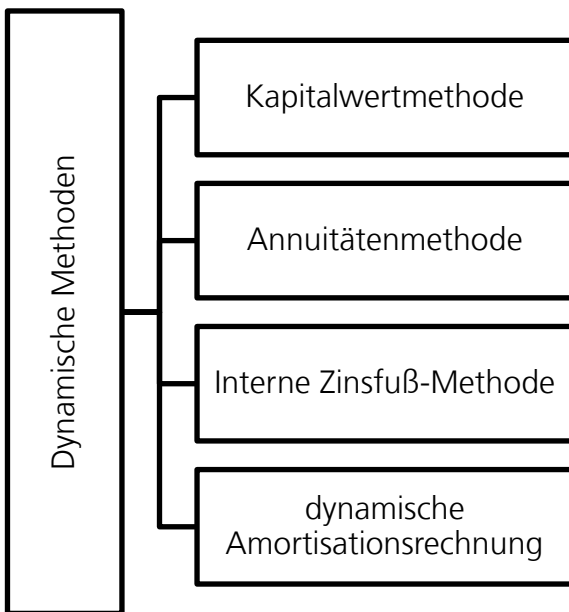 Dynamische Methoden
Kapitalwertmethode
Annuitätenmethode
Interne Zinsfuß-Methode
dynamische
Amortisationsrechnung